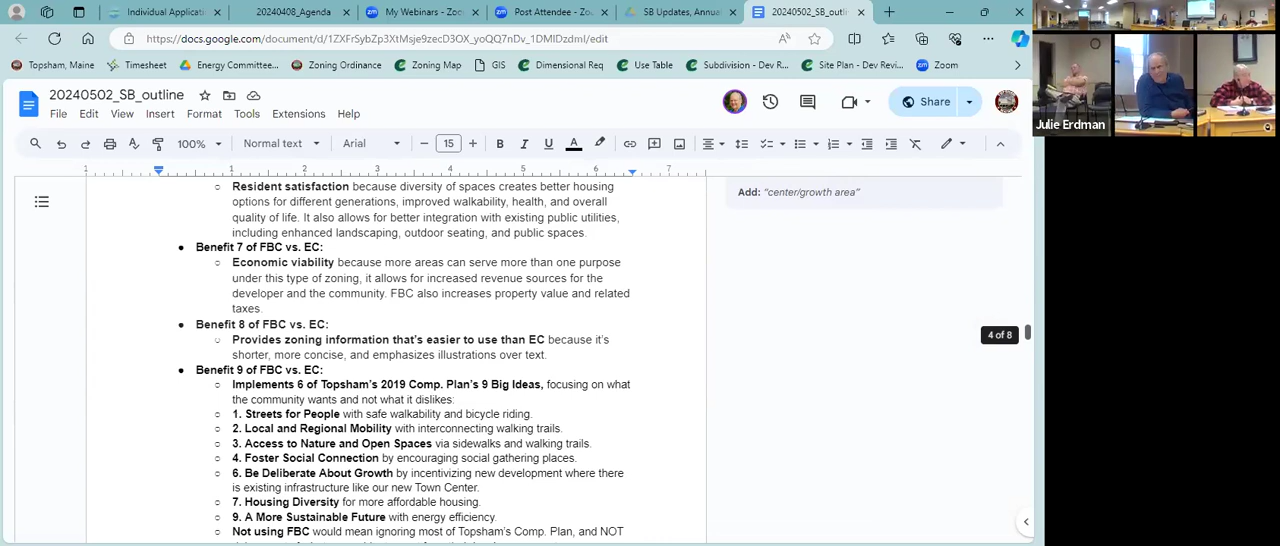 Individual Applicatio
20240408_Agenda
My Webinars - Zoo
Post Attendee - Zo
SB Updates, Annua
20240502_SB_outli
https://docs.google.com/document/d/
/edit
Topsham, Maine
Timesheet
Energy Committee...
Zoning Ordinance
Zoning Map
GIS
Dimensional Req
Use Table
Subdivision - Dev R...
Site Plan - Dev Revi...
Zoom
20240502_SB_outline
File Edit View Insert Format Tools Extensions Help
Share
100%
Normal text
Arial
15
1 1 2 3 4 5 6 7
Resident satisfaction because diversity of spaces creates better housing
options for different generations, improved walkability, health, and overall
quality of life. It also allows for better integration with existing public utilities,
including enhanced landscaping, outdoor seating, and public spaces.
● Benefit 7 of FBC vs. EC:
○ Economic viability because more areas can serve more than one purpose
under this type of zoning, it allows for increased revenue sources for the
developer and the community. FBC also increases property value and related
taxes.
● Benefit 8 of FBC vs. EC:
○ Provides zoning information that's easier to use than EC because it's
shorter, more concise, and emphasizes illustrations over text.
● Benefit 9 of FBC vs. EC:
○ Implements 6 of Topsham's 2019 Comp. Plan's 9 Big Ideas, focusing on what
the community wants and not what it dislikes:
○ 1. Streets for People with safe walkability and bicycle riding.
○ 2. Local and Regional Mobility with interconnecting walking trails.
○ 3. Access to Nature and Open Spaces via sidewalks and walking trails.
○ 4. Foster Social Connection by encouraging social gathering places.
○ 6. Be Deliberate About Growth by incentivizing new development where there
is existing infrastructure like our new Town Center.
○ 7. Housing Diversity for more affordable housing.
○ 9. A More Sustainable Future with energy efficiency.
○ Not using FBC would mean ignoring most of Topsham's Comp. Plan, and NOT
Add: "center/growth area"
4 of 8
Julie Erdman